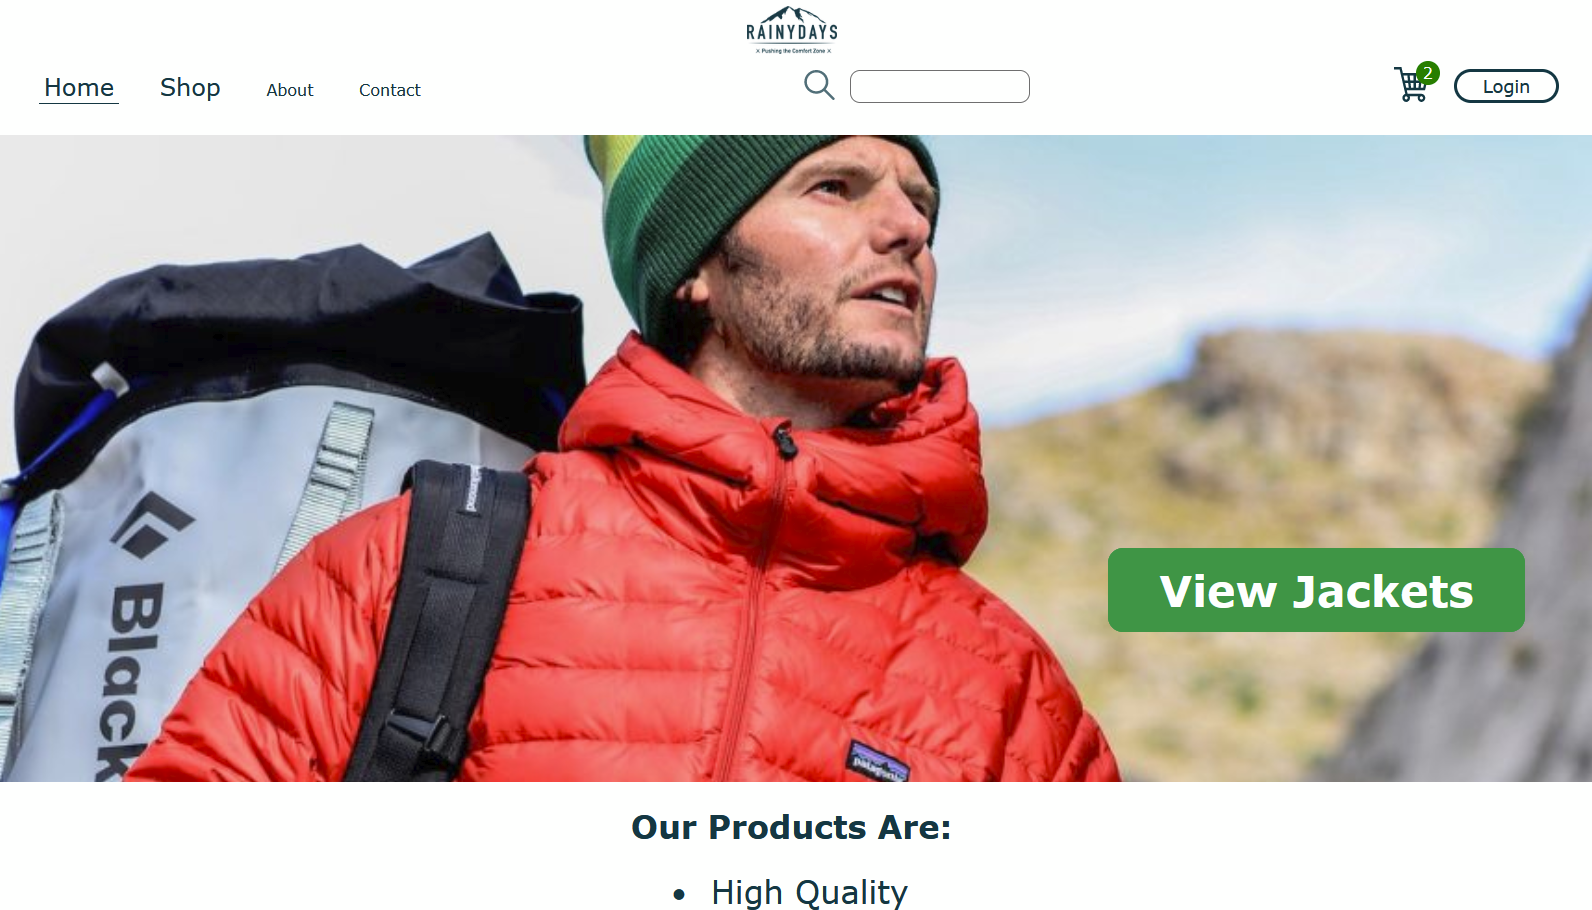 RAINYDAYS
× Pushing the Comfort Zone ×
Home Shop About Contact
2
Login
Black
patagonia
View Jackets
Our Products Are:
• High Quality